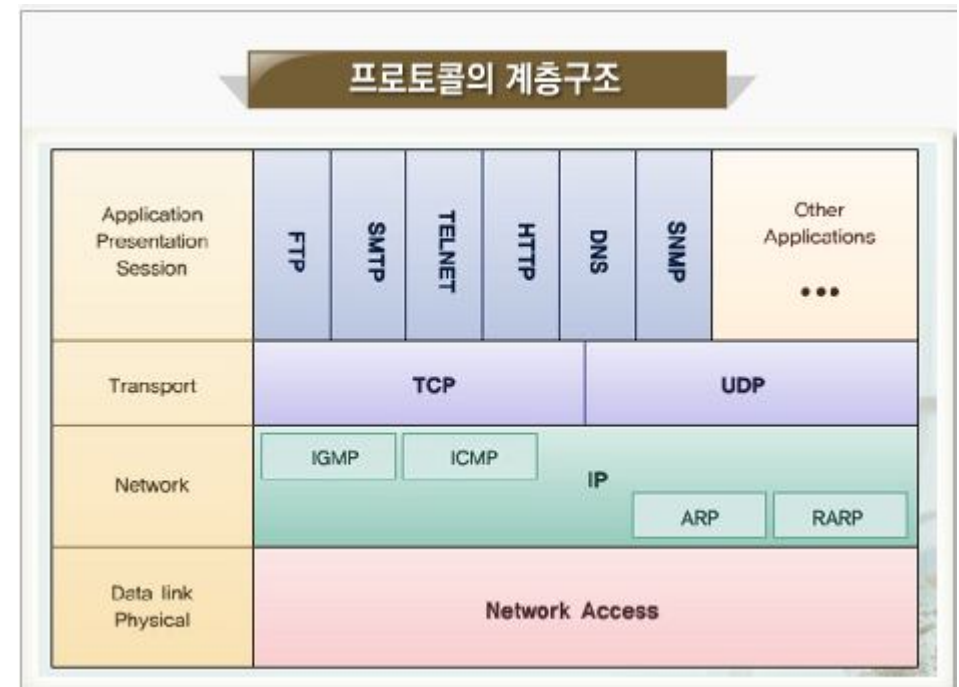 프로토콜의 계층구조
Application
Presentation
Session
FTP
SMTP
TELNET
HTTP
DNS
SNMP
Other
Applications
•••
Transport
TCP
UDP
Network
IGMP
ICMP
IP
ARP
RARP
Data link
Physical
Network Access